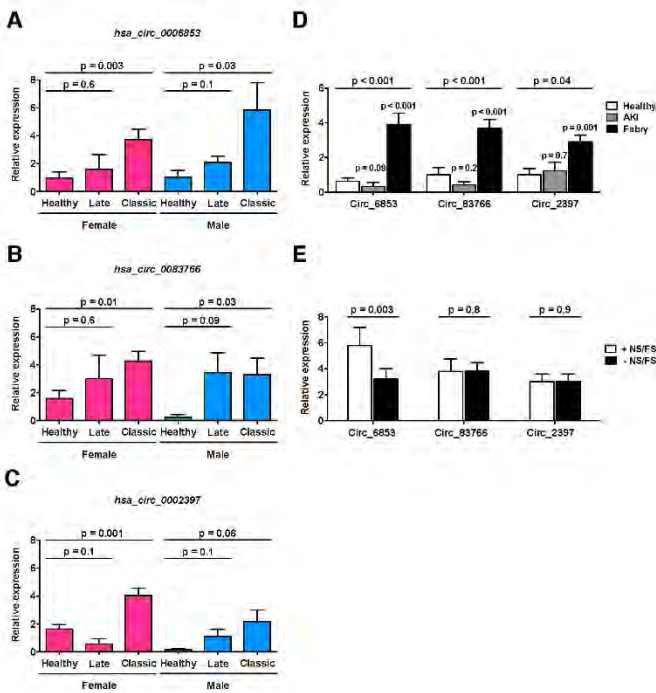 A
hsa_circ_0006853
p = 0.003
p = 0.03
p = 0.6
p = 0.1
Relative expression
8
6
4
2
0
Healthy Late Classic Healthy Late Classic
Female Male
B
hsa_circ_0083766
p = 0.01
p = 0.03
p = 0.6
p = 0.09
Relative expression
8
6
4
2
0
Healthy Late Classic Healthy Late Classic
Female Male
C
hsa_circ_0002397
p = 0.001
p = 0.06
p = 0.1
p = 0.1
Relative expression
8
6
4
2
0
Healthy Late Classic Healthy Late Classic
Female Male
D
p < 0.001
p < 0.001
p = 0.04
Relative expression
6
4
2
0
p = 0.09
p <0.001
p = 0.2
p <0.001
p = 0.7
p = 0.001
Circ_6853 Circ_83766 Circ_2397
Healthy
AKI
Fabry
E
p = 0.003
p = 0.8
p = 0.9
Relative expression
8
6
4
2
0
Circ_6853 Circ_83766 Circ_2397
+ NS/FS
- NS/FS